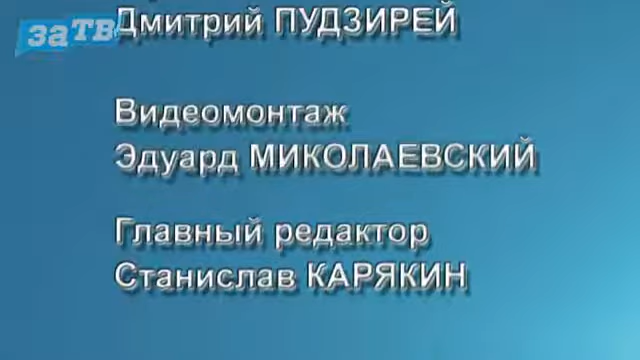 заТВ
Дмитрий ПУДЗИРЕЙ
Видеомонтаж
Эдуард МИКОЛАЕВСКИЙ
Главный редактор
Станислав КАРЯКИН